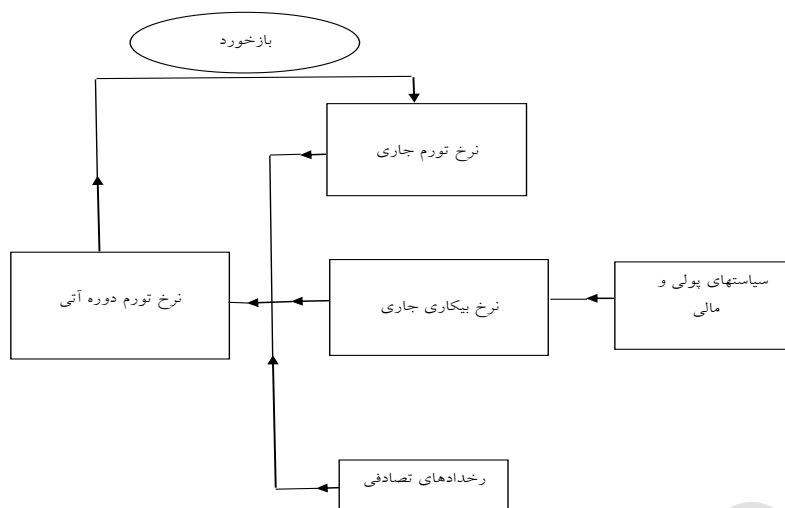 بازخورد
نرخ تورم جاری
سیاستهای پولی و
مالی
نرخ بیکاری جاری
نرخ تورم دوره آتی
رخدادهای تصادفی